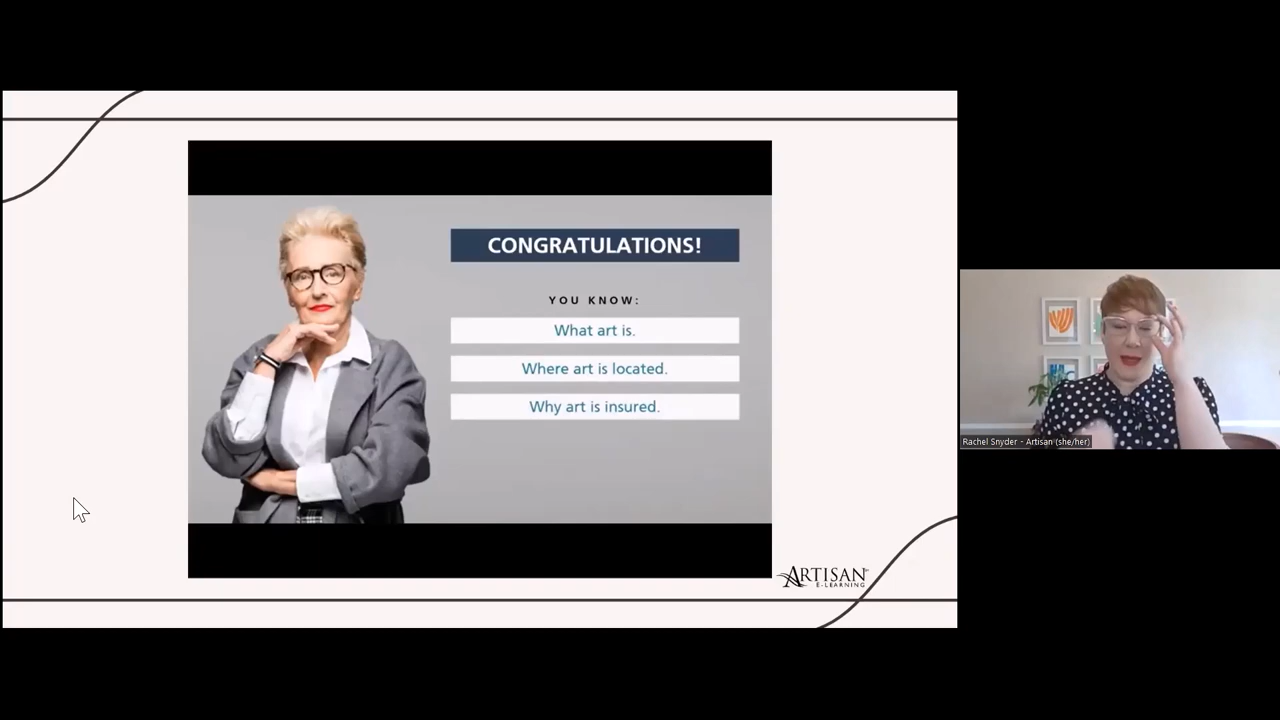 CONGRATULATIONS!
YOU KNOW:
What art is.
Where art is located.
Why art is insured.
ARTISAN
E-LEARNING
Rachel Snyder - Artisan (she/her)